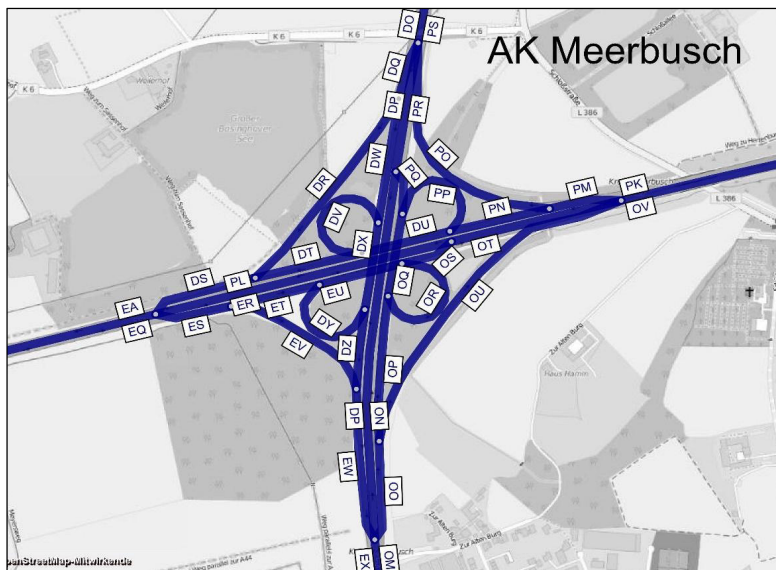 AK Meerbusch
DO
PS
K 6
K 6
K 6
DQ
DP
PR
L 386
DW
PO
PQ
DR
PP
PM
PK
DV
PN
OV
L 386
DU
DX
OT
DT
OS
DS
PL
OQ
EU
OR
OU
EA
ER
ET
EQ
ES
DY
EV
DZ
OP
Zur Alten Burg
Haus Hamm
DP
ON
EW
OO
Zur Alten Burg
EX
OM
penStreetMap-Mitwirkende